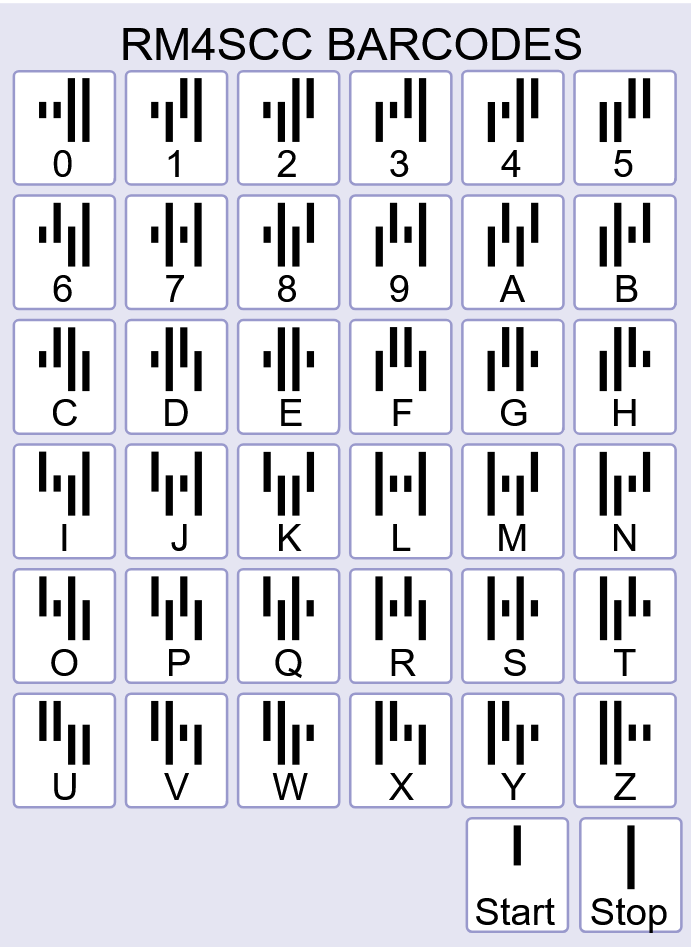 RM4SCC BARCODES
0 1 2 3 4 5
6 7 8 9 A B
C D E F G H
I J K L M N
O P Q R S T
U V W X Y Z
Start Stop